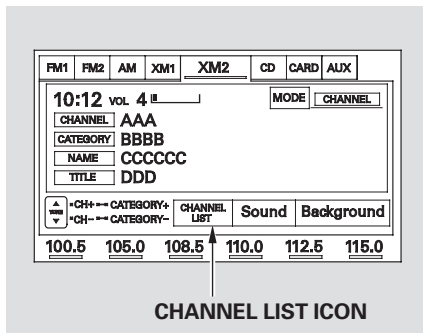 FM1 FM2 AM XM1 XM2 CD CARD AUX
10:12 VOL 4 MODE CHANNEL
CHANNEL AAA
CATEGORY BBBB
NAME CCCCCC
TITLE DDD
TUNE CH+ CATEGORY+ CHANNEL LIST Sound Background
CH- CATEGORY-
100.5 105.0 108.5 110.0 112.5 115.0
CHANNEL LIST ICON